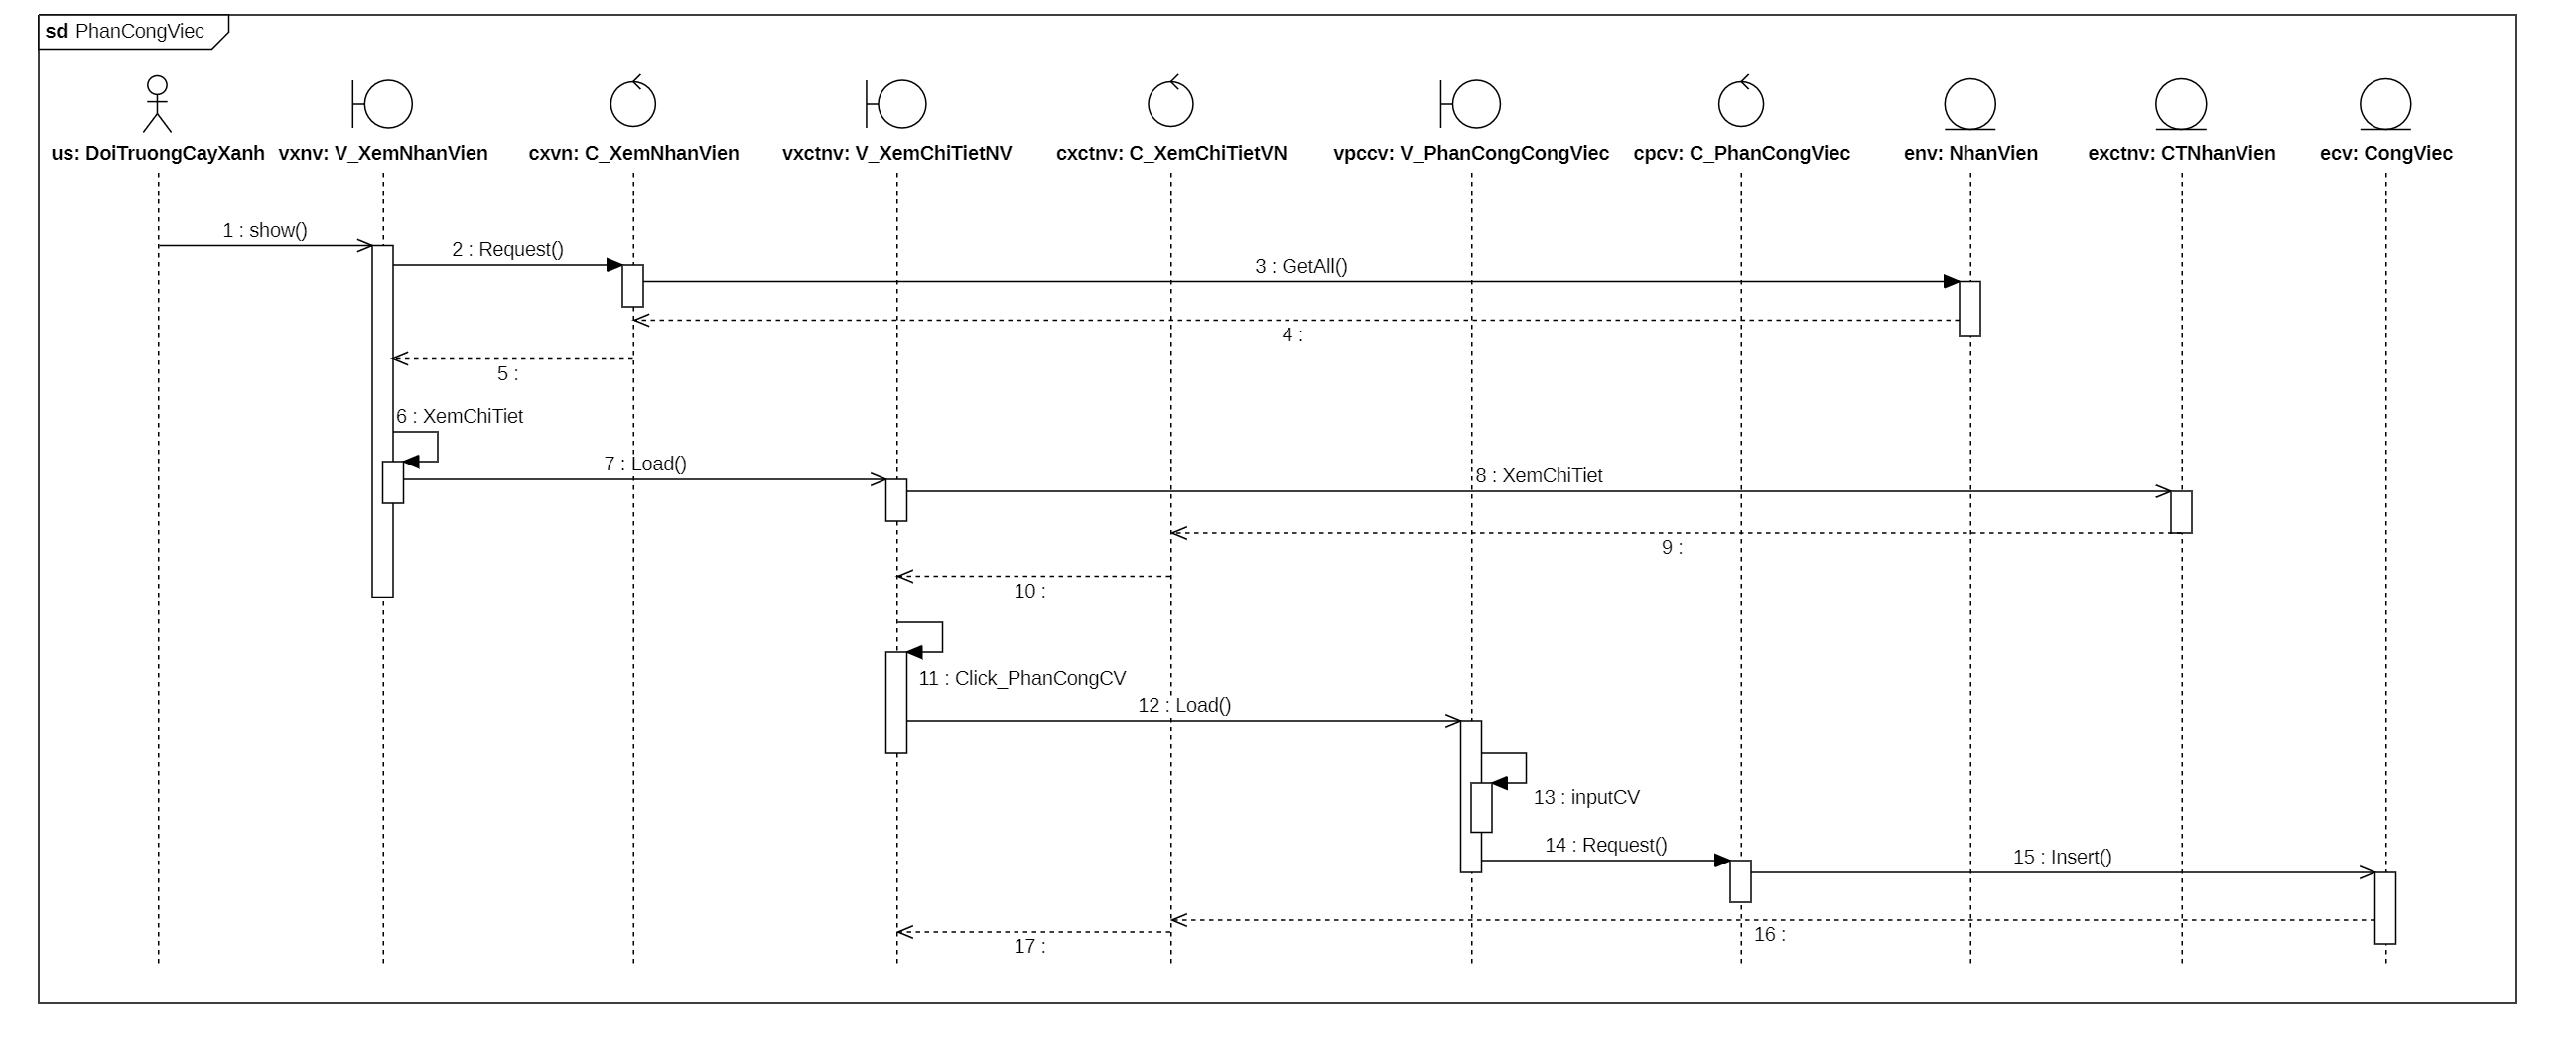 sd PhanCongViec
us: DoiTruongCayXanh
vxnv: V_XemNhanVien
cxvn: C_XemNhanVien
vxctnv: V_XemChiTietNV
cxctnv: C_XemChiTietVN
vpccv: V_PhanCongCongViec
cpcv: C_PhanCongViec
env: NhanVien
exctnv: CTNhanVien
ecv: CongViec
1 : show()
2 : Request()
3 : GetAll()
4 :
5 :
6 : XemChiTiet
7 : Load()
8 : XemChiTiet
9 :
10 :
11 : Click_PhanCongCV
12 : Load()
13 : inputCV
14 : Request()
15 : Insert()
16 :
17 :